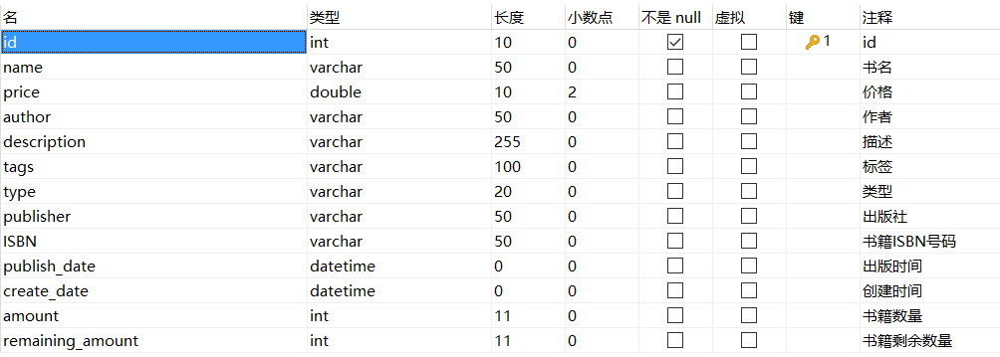 名 类型 长度 小数点 不是 null 虚拟 键 注释
id int 10 0 1 id
name varchar 50 0 书名
price double 10 2 价格
author varchar 50 0 作者
description varchar 255 0 描述
tags varchar 100 0 标签
type varchar 20 0 类型
publisher varchar 50 0 出版社
ISBN varchar 50 0 书籍ISBN号码
publish_date datetime 0 0 出版时间
create_date datetime 0 0 创建时间
amount int 11 0 书籍数量
remaining_amount int 11 0 书籍剩余数量